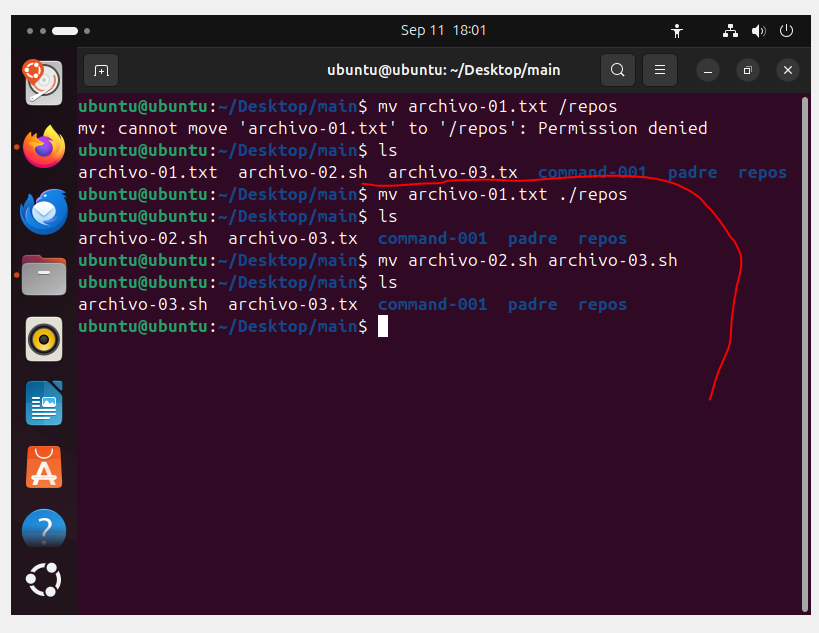 Sep 11 18:01
ubuntu@ubuntu: ~/Desktop/main
ubuntu@ubuntu:~/Desktop/main$ mv archivo-01.txt /repos
mv: cannot move 'archivo-01.txt' to '/repos': Permission denied
ubuntu@ubuntu:~/Desktop/main$ ls
archivo-01.txt archivo-02.sh archivo-03.tx command-001 padre repos
ubuntu@ubuntu:~/Desktop/main$ mv archivo-01.txt ./repos
ubuntu@ubuntu:~/Desktop/main$ ls
archivo-02.sh archivo-03.tx command-001 padre repos
ubuntu@ubuntu:~/Desktop/main$ mv archivo-02.sh archivo-03.sh
ubuntu@ubuntu:~/Desktop/main$ ls
archivo-03.sh archivo-03.tx command-001 padre repos
ubuntu@ubuntu:~/Desktop/main$